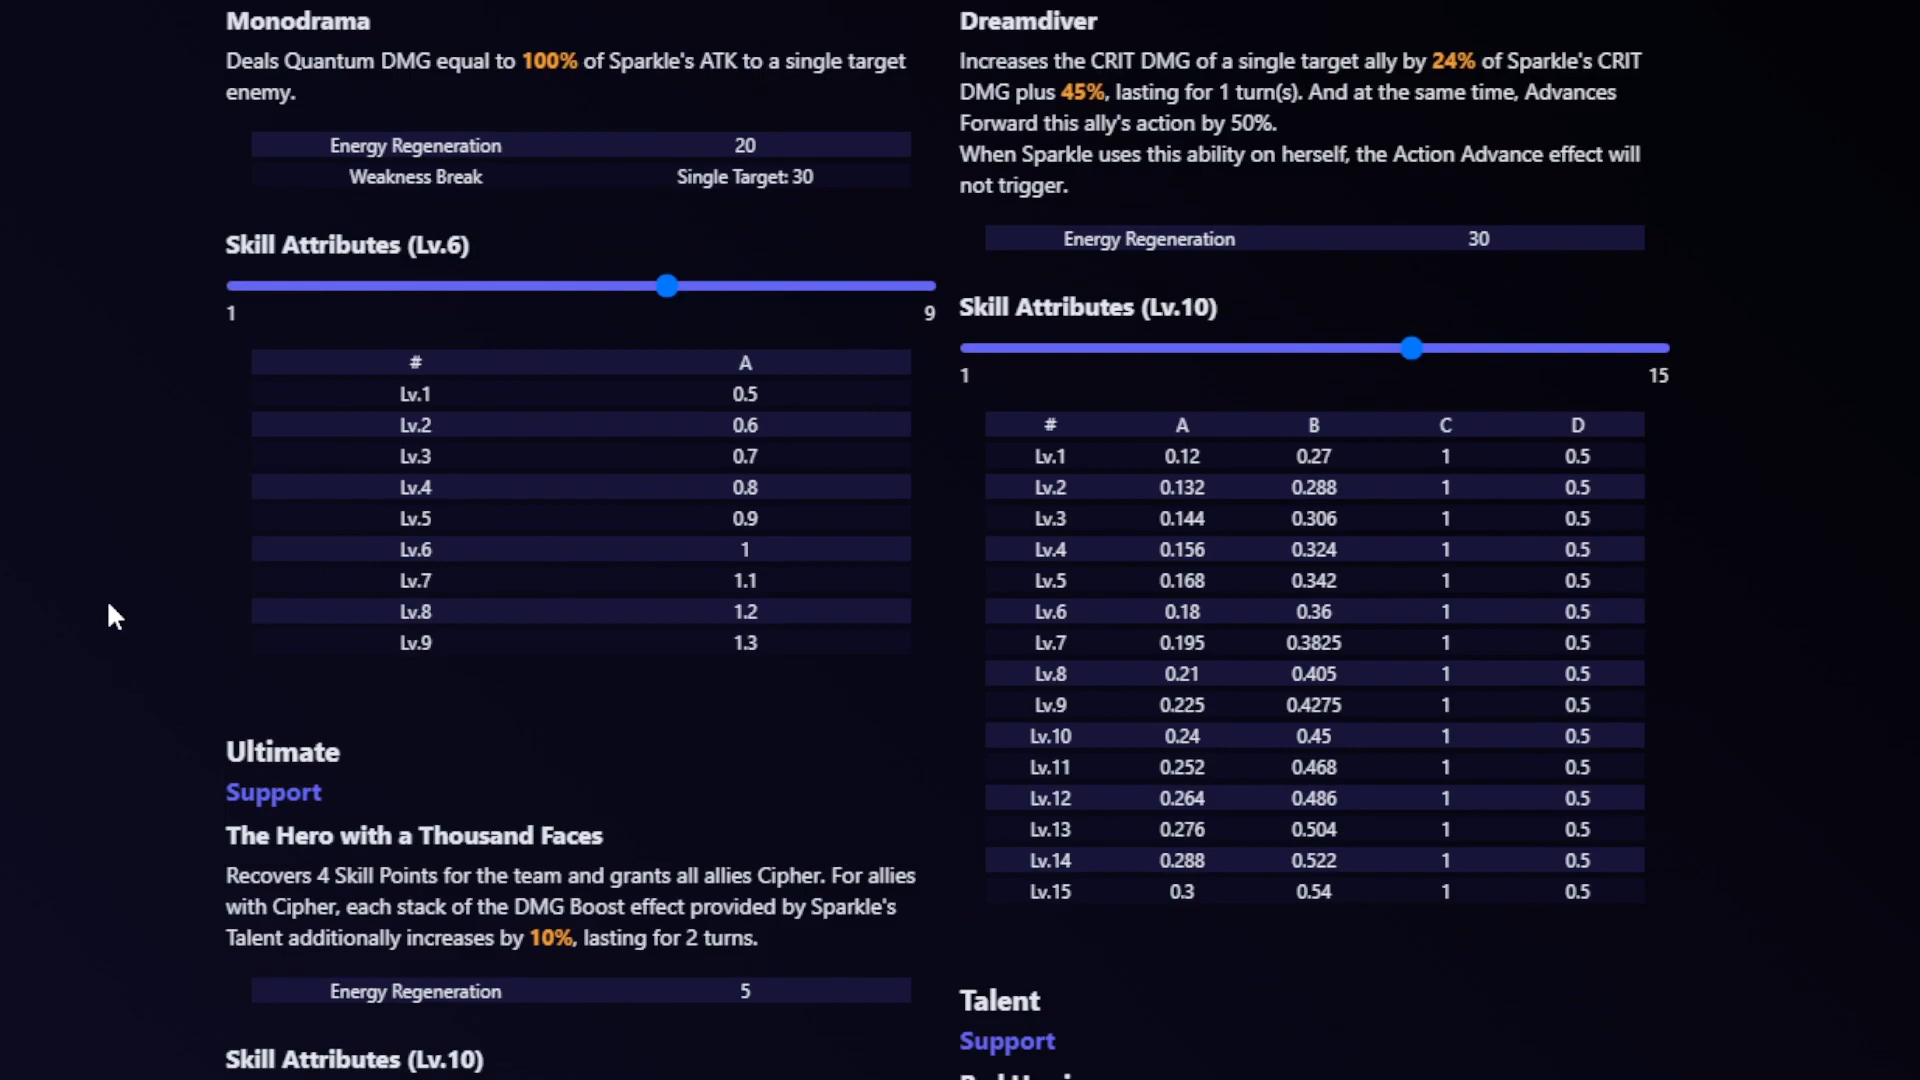 Monodrama
Deals Quantum DMG equal to 100% of Sparkle's ATK to a single target
enemy.
Energy Regeneration 20
Weakness Break Single Target: 30
Skill Attributes (Lv.6)
1 9
# A
Lv.1 0.5
Lv.2 0.6
Lv.3 0.7
Lv.4 0.8
Lv.5 0.9
Lv.6 1
Lv.7 1.1
Lv.8 1.2
Lv.9 1.3
Ultimate
Support
The Hero with a Thousand Faces
Recovers 4 Skill Points for the team and grants all allies Cipher. For allies
with Cipher, each stack of the DMG Boost effect provided by Sparkle's
Talent additionally increases by 10%, lasting for 2 turns.
Energy Regeneration 5
Skill Attributes (Lv.10)
Dreamdiver
Increases the CRIT DMG of a single target ally by 24% of Sparkle's CRIT
DMG plus 45%, lasting for 1 turn(s). And at the same time, Advances
Forward this ally's action by 50%.
When Sparkle uses this ability on herself, the Action Advance effect will
not trigger.
Energy Regeneration 30
Skill Attributes (Lv.10)
1 15
# A B C D
Lv.1 0.12 0.27 1 0.5
Lv.2 0.132 0.288 1 0.5
Lv.3 0.144 0.306 1 0.5
Lv.4 0.156 0.324 1 0.5
Lv.5 0.168 0.342 1 0.5
Lv.6 0.18 0.36 1 0.5
Lv.7 0.195 0.3825 1 0.5
Lv.8 0.21 0.405 1 0.5
Lv.9 0.225 0.4275 1 0.5
Lv.10 0.24 0.45 1 0.5
Lv.11 0.252 0.468 1 0.5
Lv.12 0.264 0.486 1 0.5
Lv.13 0.276 0.504 1 0.5
Lv.14 0.288 0.522 1 0.5
Lv.15 0.3 0.54 1 0.5
Talent
Support